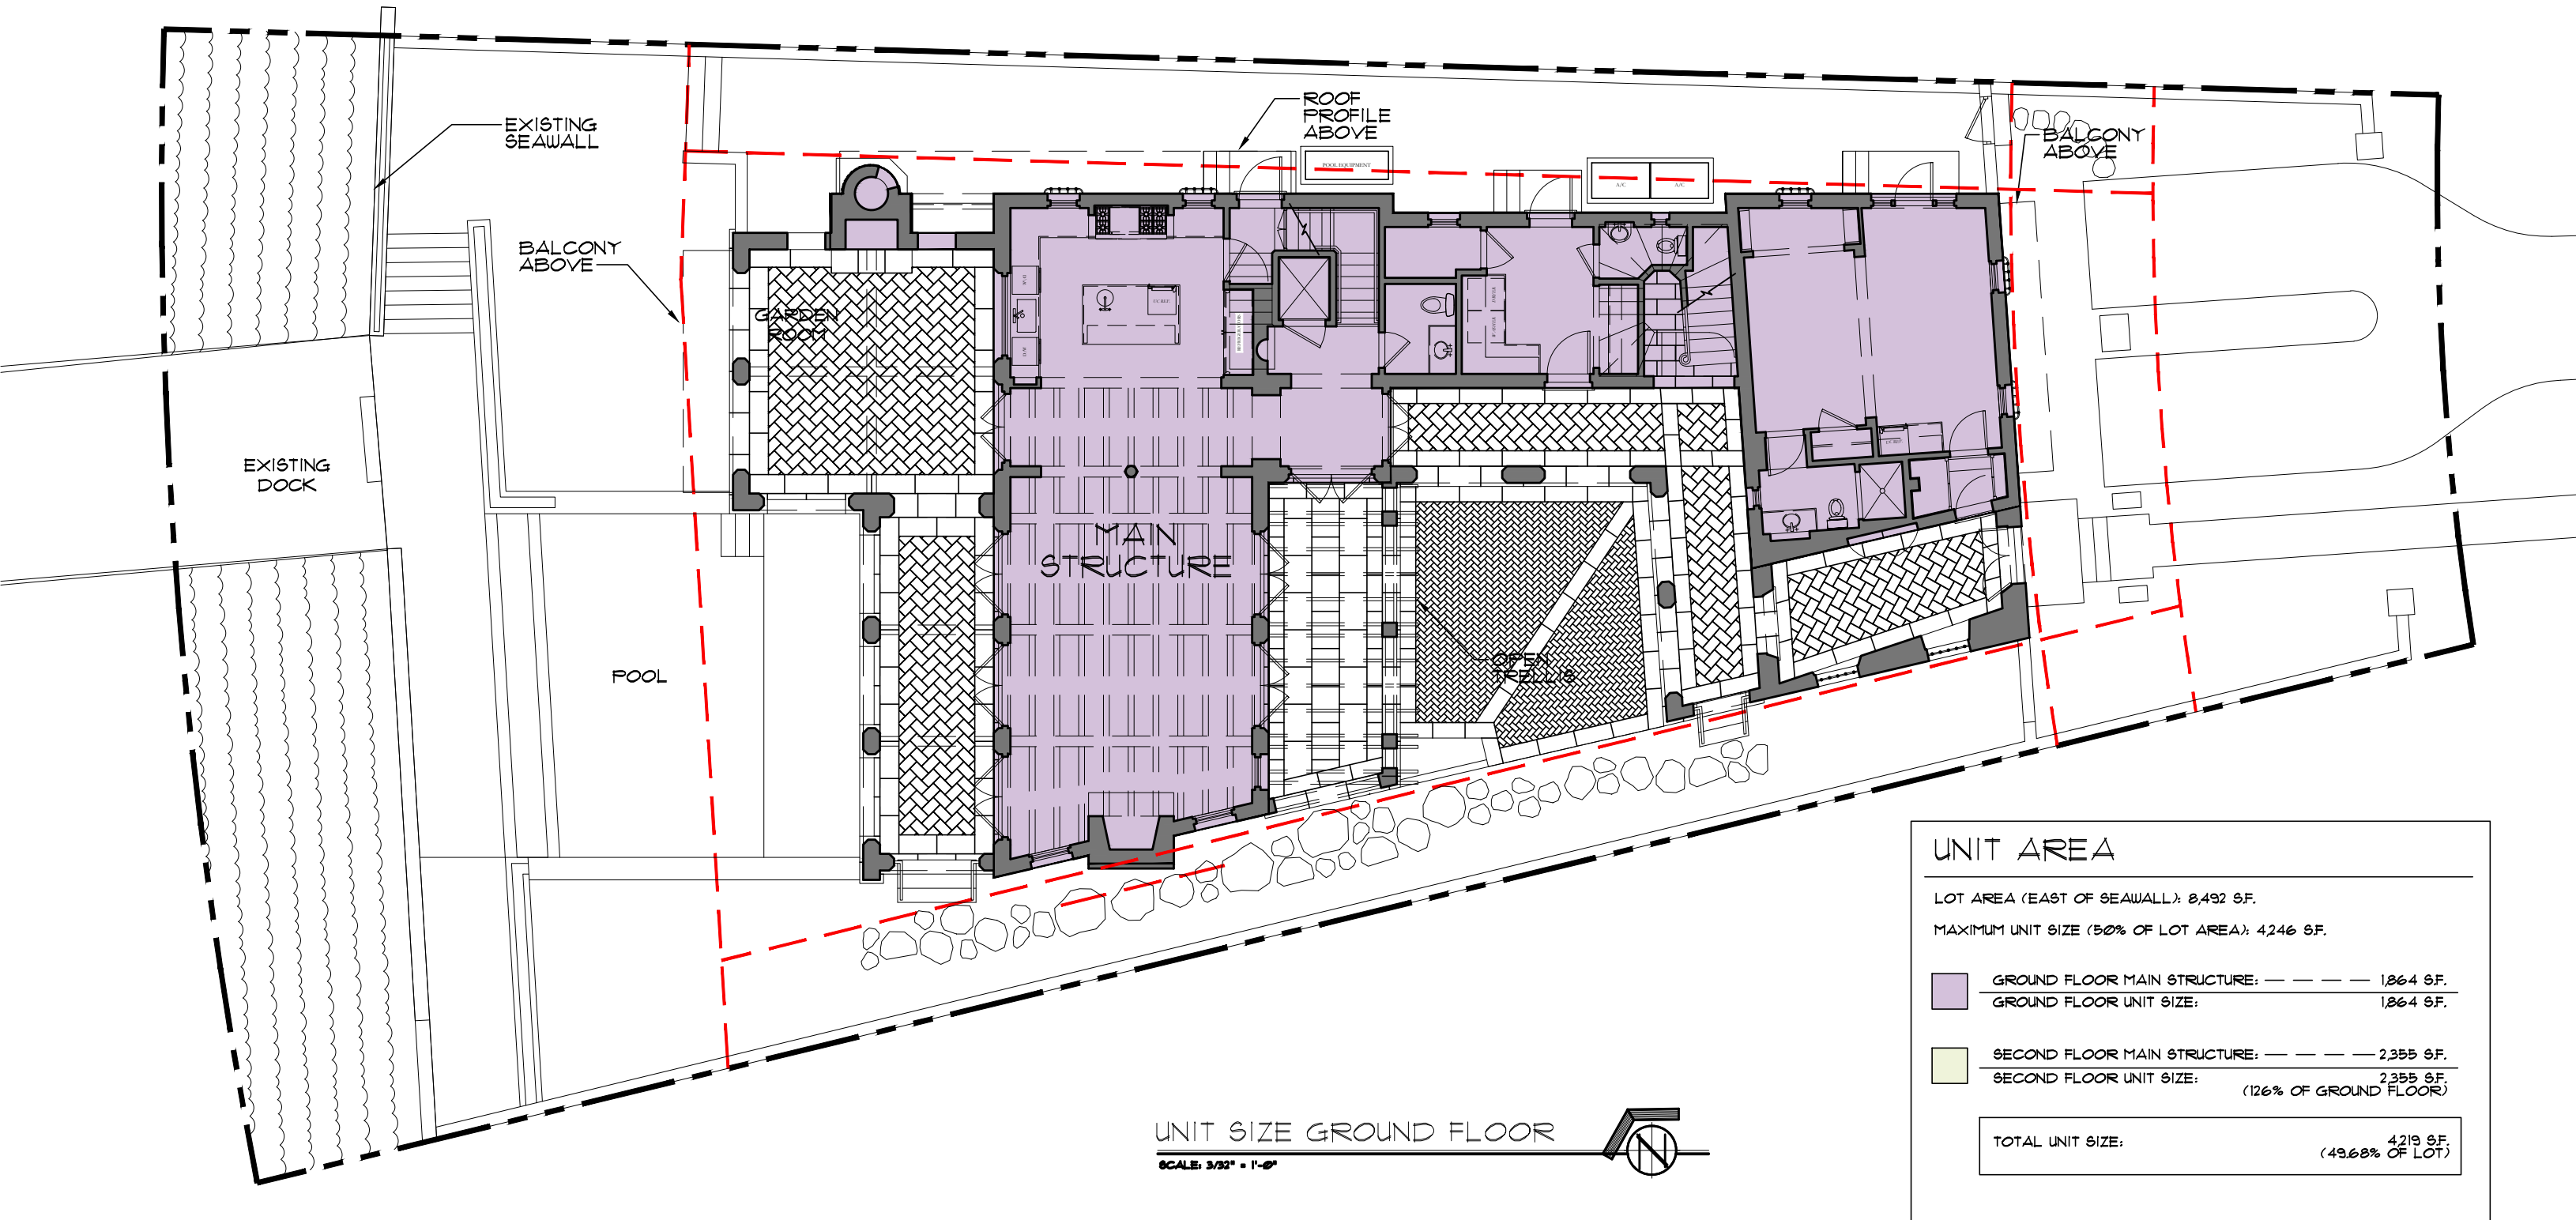 EXISTING
SEAWALL
ROOF
PROFILE
ABOVE
POOL EQUIPMENT
A/C
A/C
BALCONY
ABOVE
BALCONY
ABOVE
GARDEN
ROOM
EXISTING
DOCK
MAIN
STRUCTURE
POOL
OPEN
TRELLIS
UNIT AREA
LOT AREA (EAST OF SEAWALL): 8,492 S.F.
MAXIMUM UNIT SIZE (50% OF LOT AREA): 4,246 S.F.
GROUND FLOOR MAIN STRUCTURE: — — — — 1,864 S.F.
GROUND FLOOR UNIT SIZE: 1,864 S.F.
SECOND FLOOR MAIN STRUCTURE: — — — — 2,355 S.F.
SECOND FLOOR UNIT SIZE: 2,355 S.F.
(126% OF GROUND FLOOR)
TOTAL UNIT SIZE: 4,219 S.F.
(49.68% OF LOT)
UNIT SIZE GROUND FLOOR
N
SCALE: 3/32" = 1'-0"